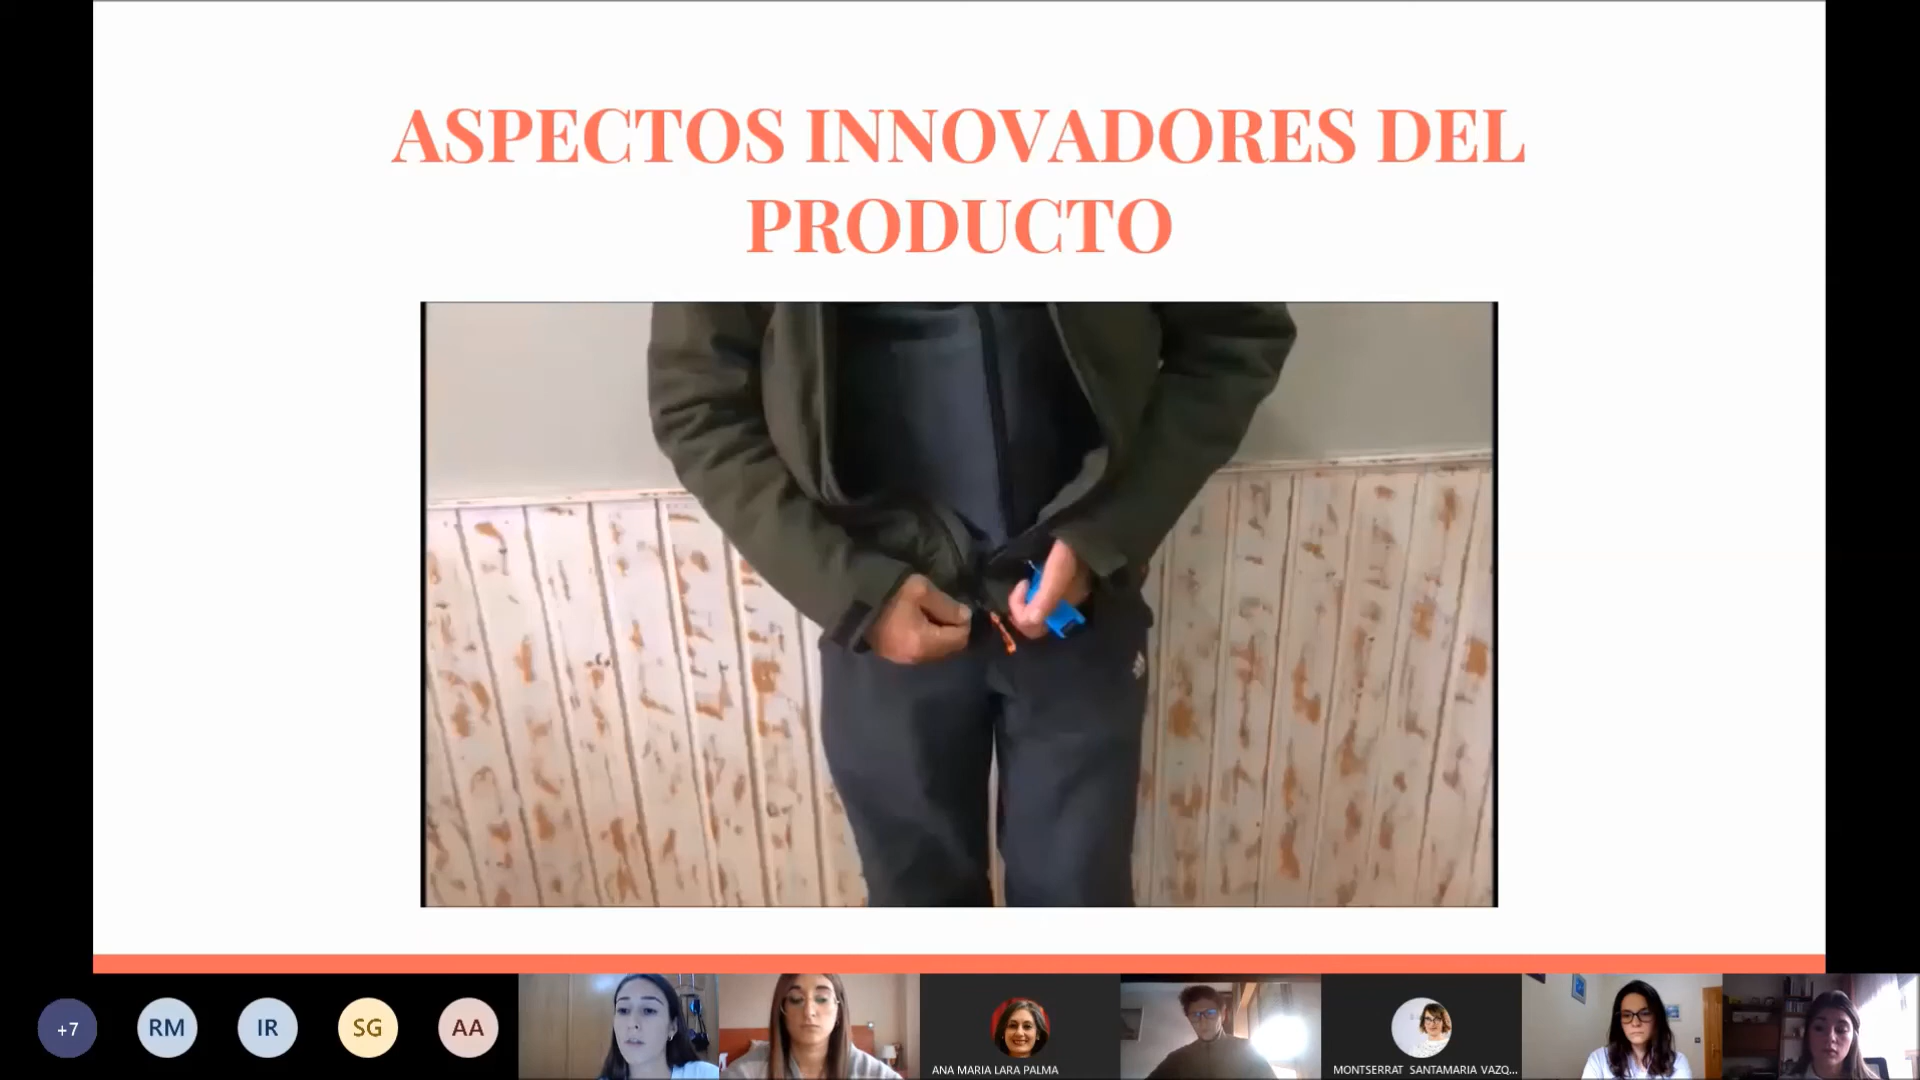 ASPECTOS INNOVADORES DEL
PRODUCTO
+7
RM
IR
SG
AA
ANA MARIA LARA PALMA
MONTSERRAT SANTAMARIA VAZQ...